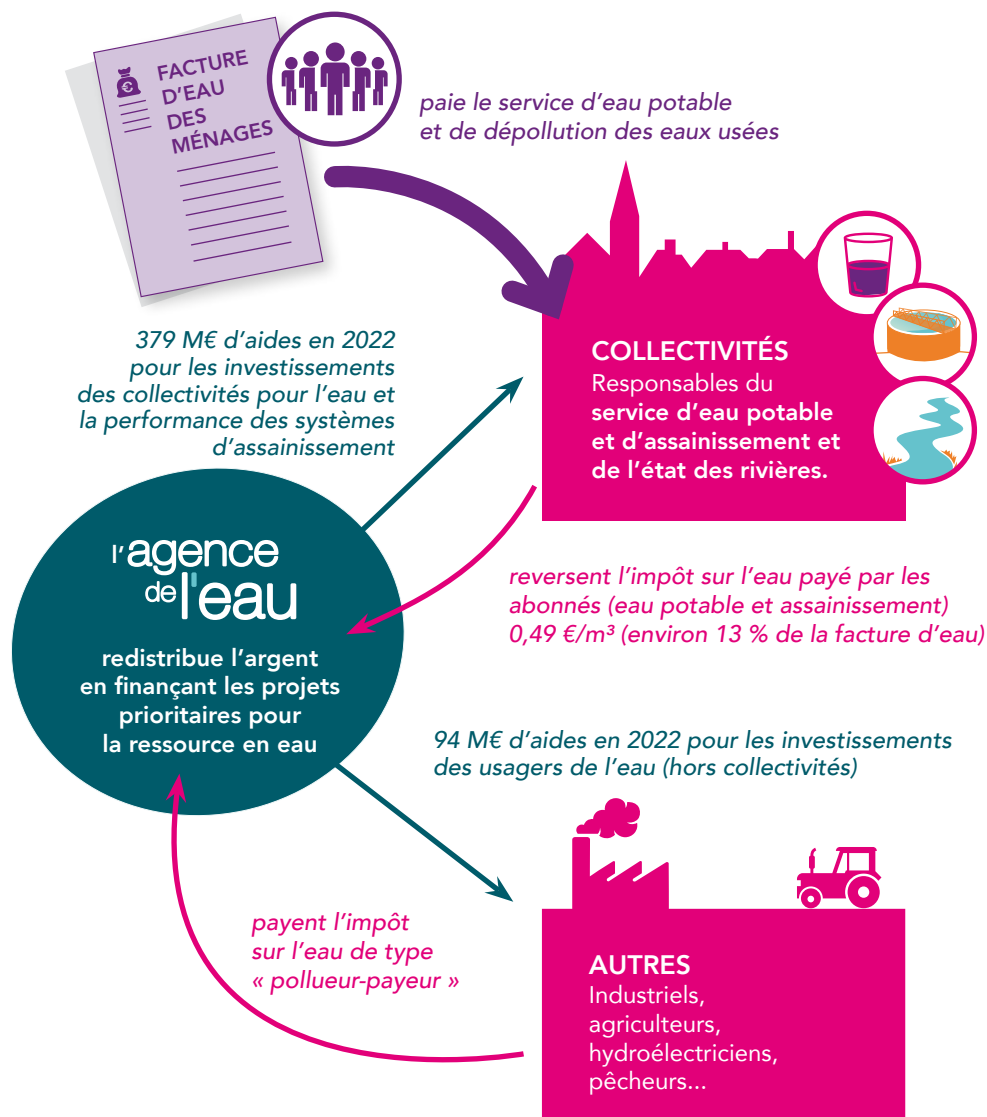 FACTURE
D'EAU
DES
MÉNAGES
€
paie le service d'eau potable
et de dépollution des eaux usées
379 M€ d'aides en 2022
pour les investissements
des collectivités pour l'eau et
la performance des systèmes
d'assainissement
COLLECTIVITÉS
Responsables du
service d'eau potable
et d'assainissement et
de l'état des rivières.
l'agence
de l'eau
redistribue l'argent
en finançant les projets
prioritaires pour
la ressource en eau
reversent l'impôt sur l'eau payé par les
abonnés (eau potable et assainissement)
0,49 €/m³ (environ 13 % de la facture d'eau)
94 M€ d'aides en 2022 pour les investissements
des usagers de l'eau (hors collectivités)
payent l'impôt
sur l'eau de type
« pollueur-payeur »
AUTRES
Industriels,
agriculteurs,
hydroélectriciens,
pêcheurs...